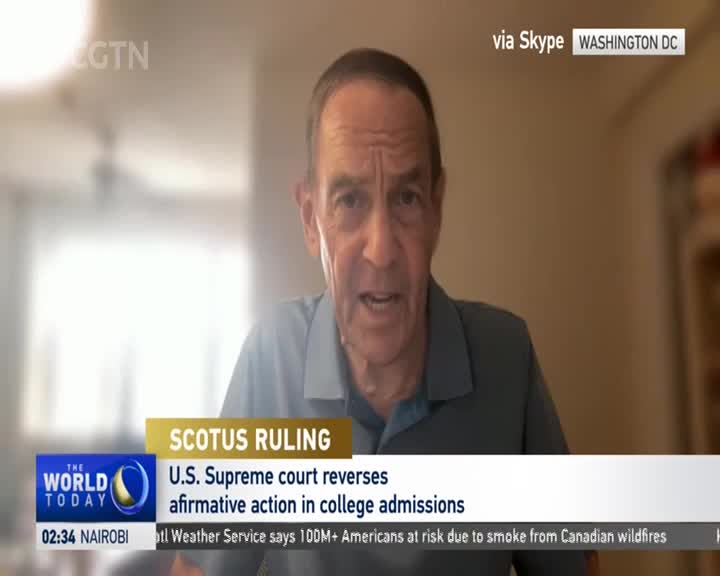 CGTN
via Skype WASHINGTON DC
SCOTUS RULING
U.S. Supreme court reverses
afirmative action in college admissions
THE
WORLD
TODAY
02:34 NAIROBI
atl Weather Service says 100M+ Americans at risk due to smoke from Canadian wildfires